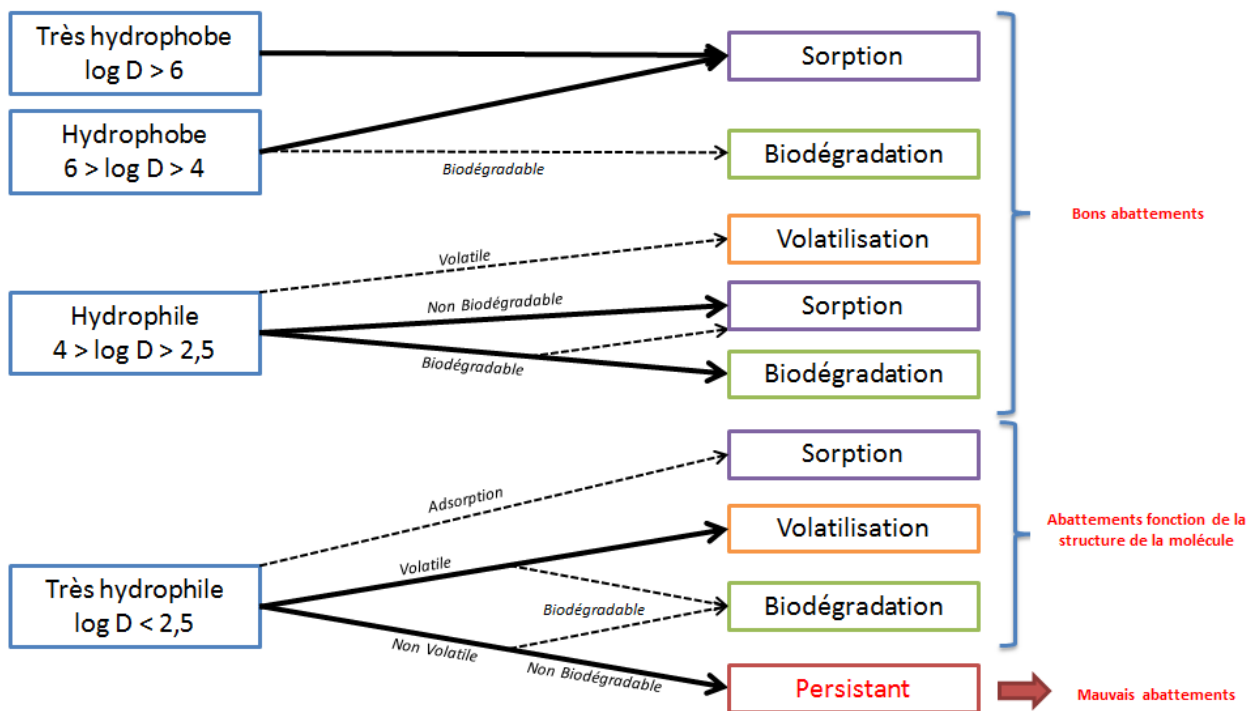 Très hydrophobe
log D > 6
Sorption
Hydrophobe
6 > log D > 4
Biodégradable
Biodégradation
Bons abattements
Volatile
Volatilisation
Hydrophile
4 > log D > 2,5
Non Biodégradable
Sorption
Biodégradable
Biodégradation
Adsorption
Sorption
Très hydrophile
log D < 2,5
Volatile
Volatilisation
Abattements fonction de la
structure de la molécule
Biodégradable
Biodégradation
Non Volatile
Non Biodégradable
Persistant
Mauvais abattements